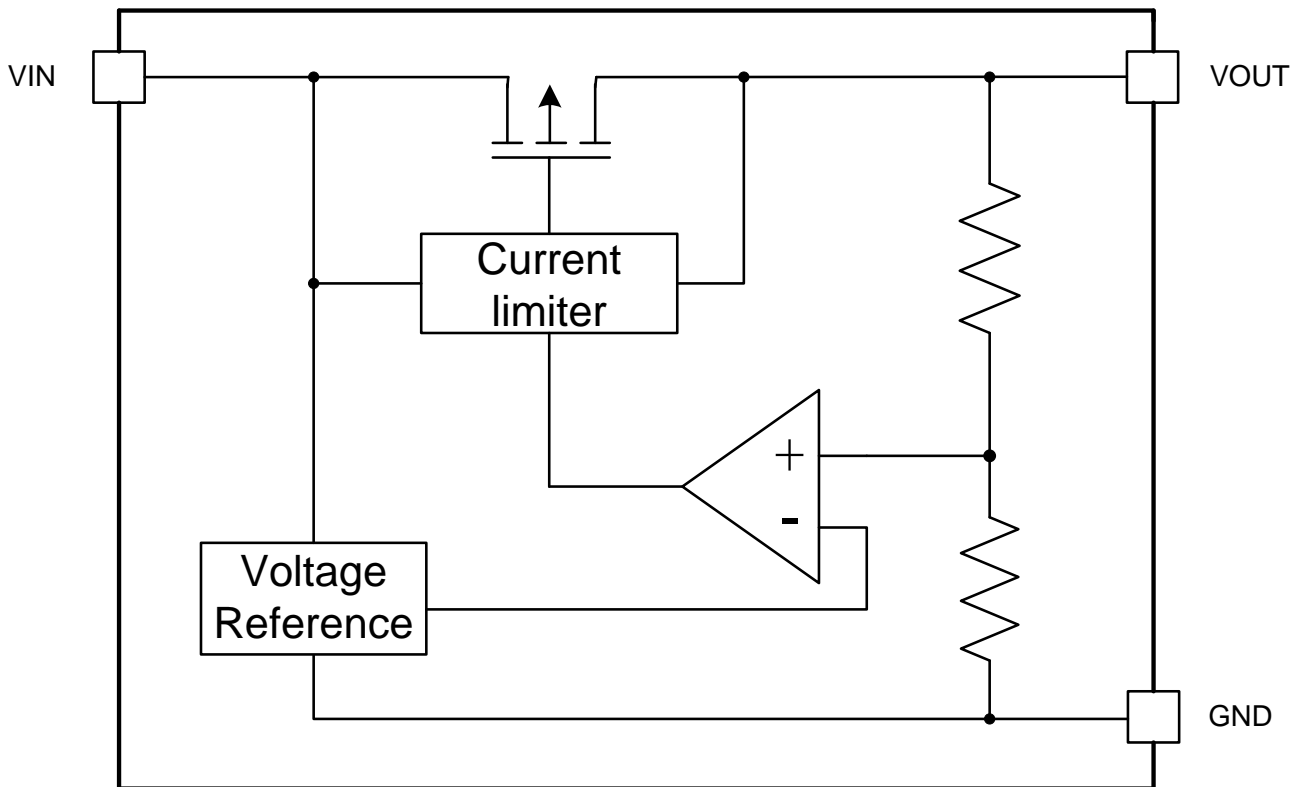 VIN
VOUT
Current
limiter
+
-
Voltage
Reference
GND